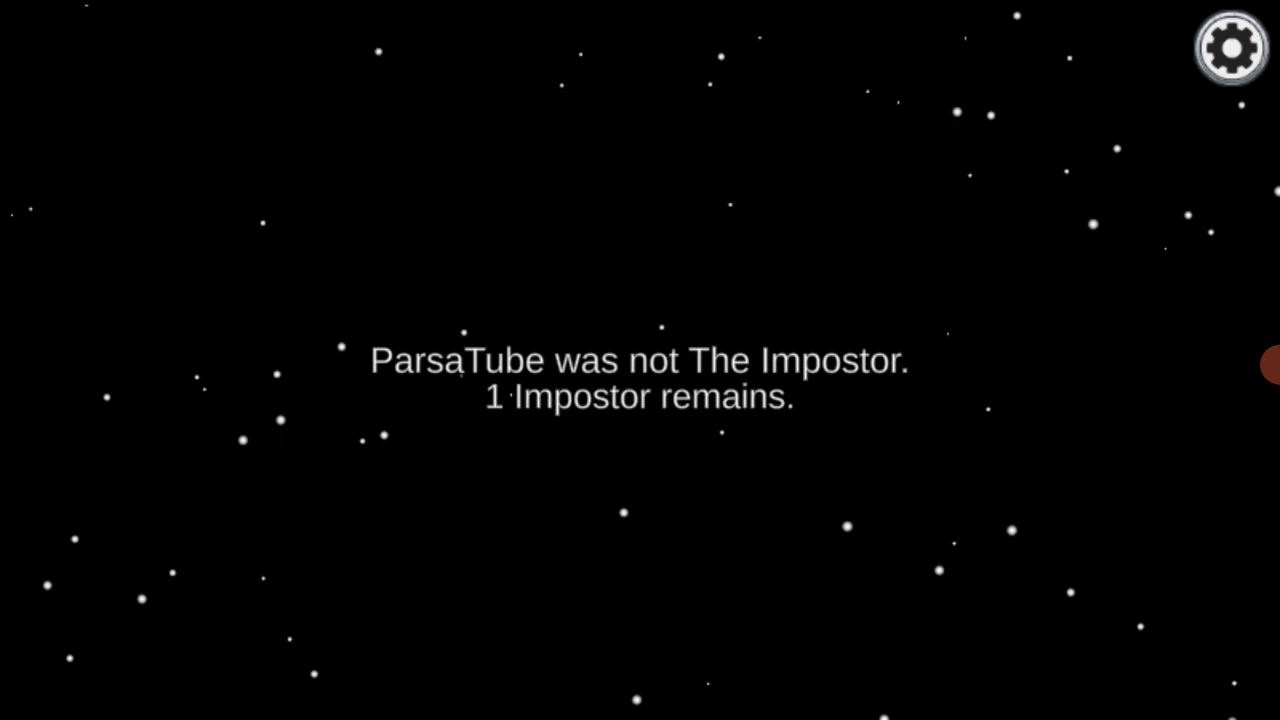 ParsaTube was not The Impostor.
1 Impostor remains.